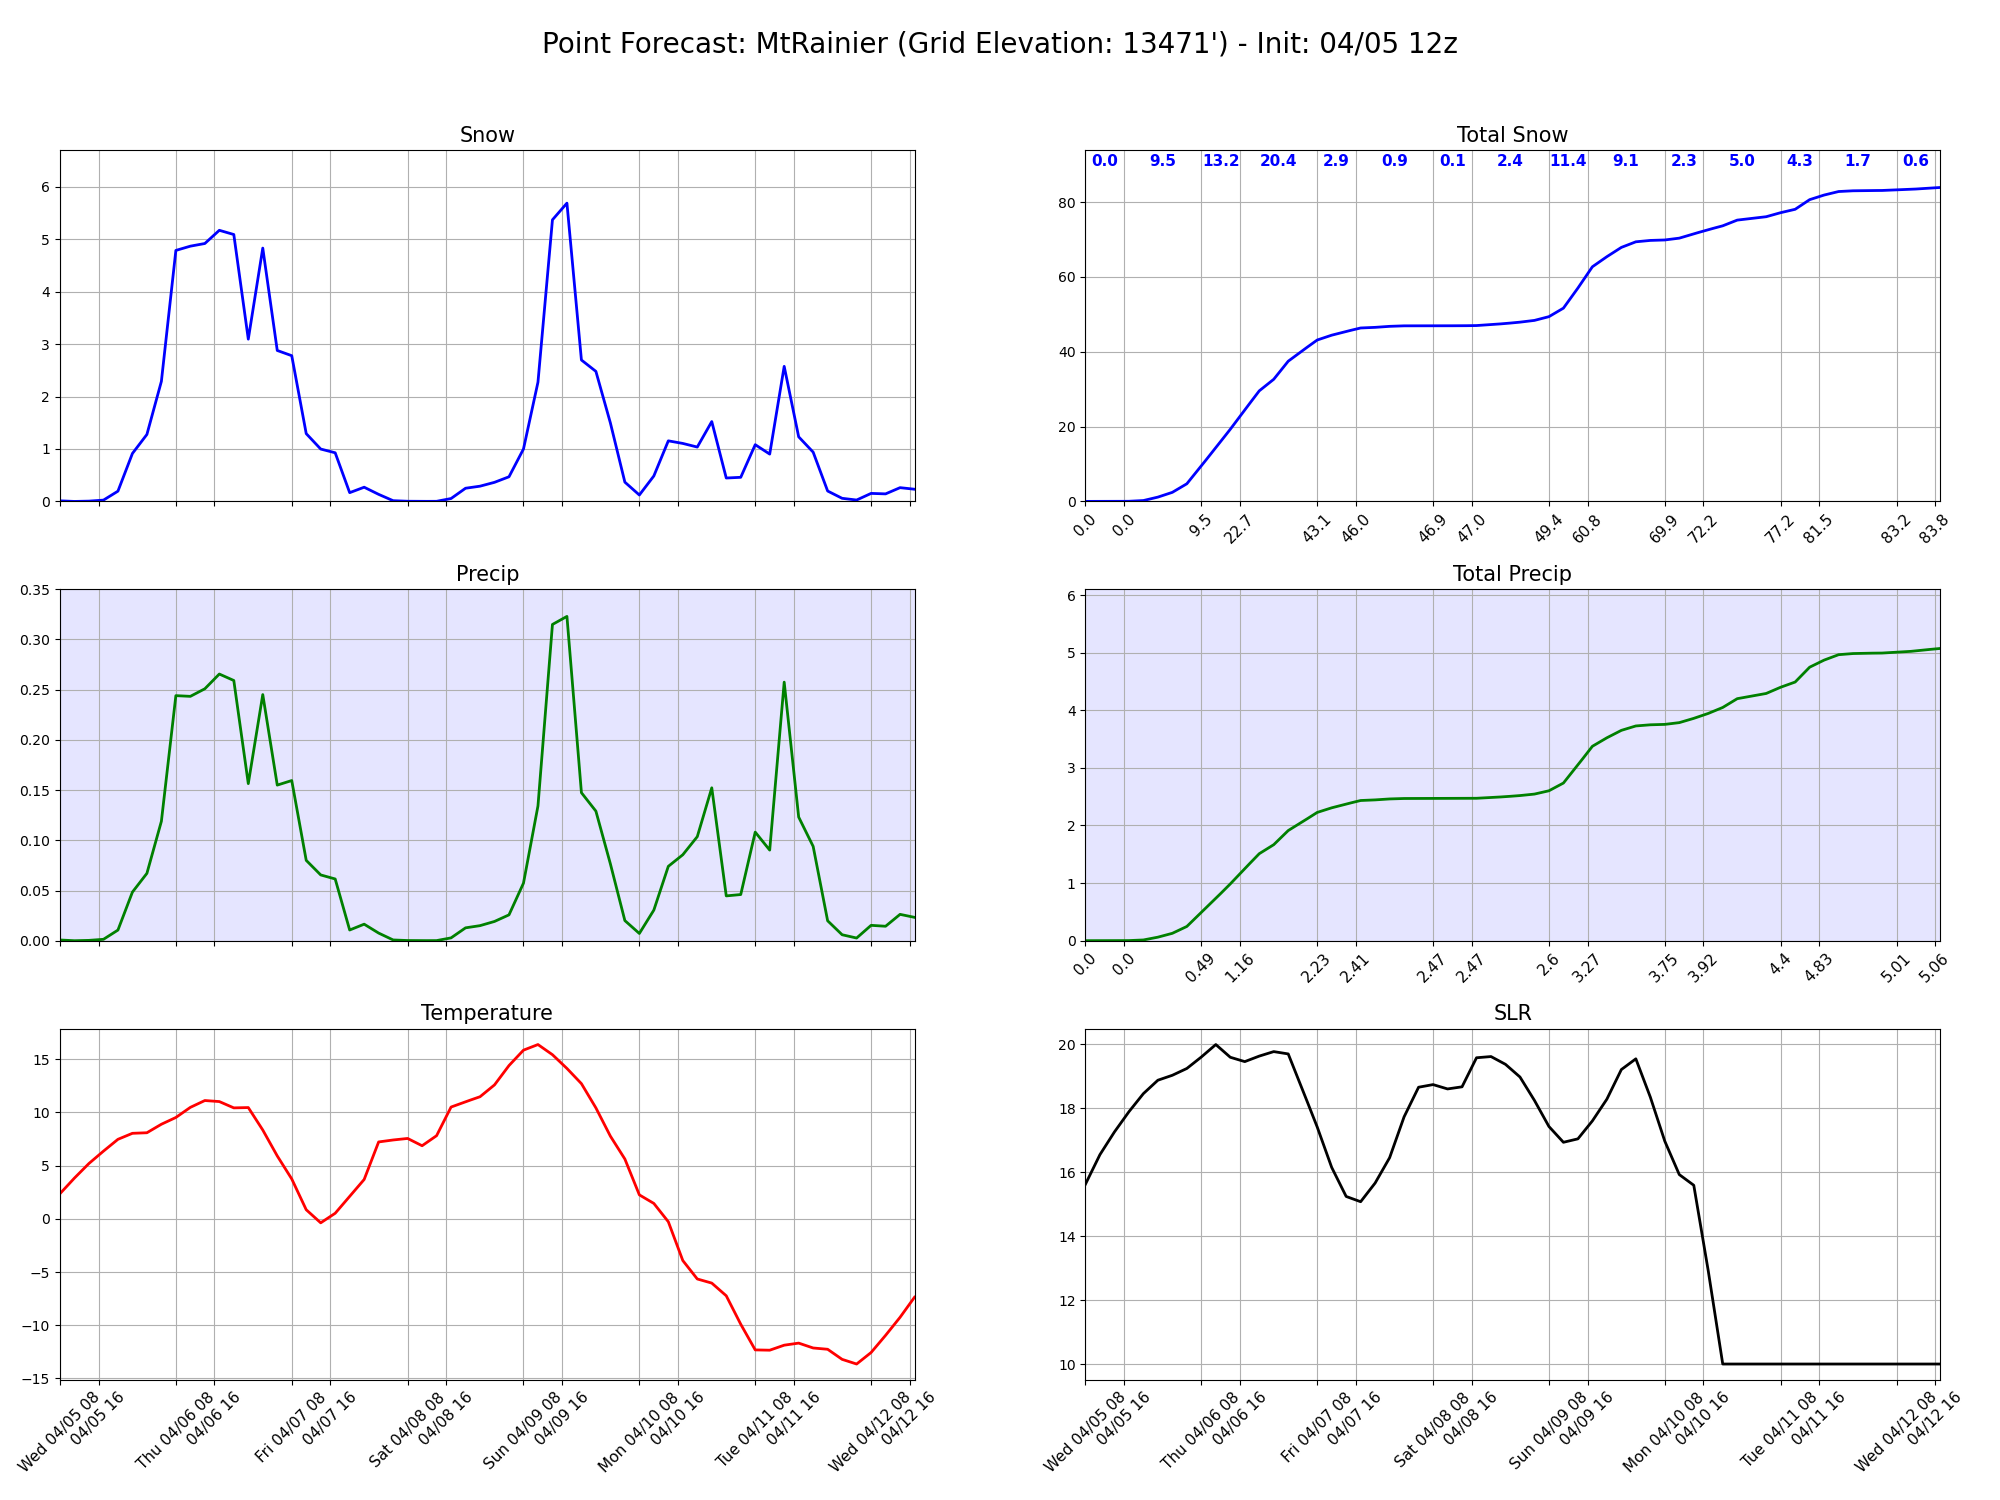 Point Forecast: MtRainier (Grid Elevation: 13471') - Init: 04/05 12z
Snow
6
5
4
3
2
1
0
Total Snow
0.0 9.5 13.2 20.4 2.9 0.9 0.1 2.4 11.4 9.1 2.3 5.0 4.3 1.7 0.6
80
60
40
20
0
0.0 0.0 9.5 22.7 43.1 46.0 46.9 47.0 49.4 60.8 69.9 72.2 77.2 81.5 83.2 83.8
Precip
0.35
0.30
0.25
0.20
0.15
0.10
0.05
0.00
Total Precip
6
5
4
3
2
1
0
0.0 0.0 0.49 1.16 2.23 2.41 2.47 2.47 2.6 3.27 3.75 3.92 4.4 4.83 5.01 5.06
Temperature
15
10
5
0
−5
−10
−15
Wed 04/05 08
04/05 16
Thu 04/06 08
04/06 16
Fri 04/07 08
04/07 16
Sat 04/08 08
04/08 16
Sun 04/09 08
04/09 16
Mon 04/10 08
04/10 16
Tue 04/11 08
04/11 16
Wed 04/12 08
04/12 16
SLR
20
18
16
14
12
10
Wed 04/05 08
04/05 16
Thu 04/06 08
04/06 16
Fri 04/07 08
04/07 16
Sat 04/08 08
04/08 16
Sun 04/09 08
04/09 16
Mon 04/10 08
04/10 16
Tue 04/11 08
04/11 16
Wed 04/12 08
04/12 16